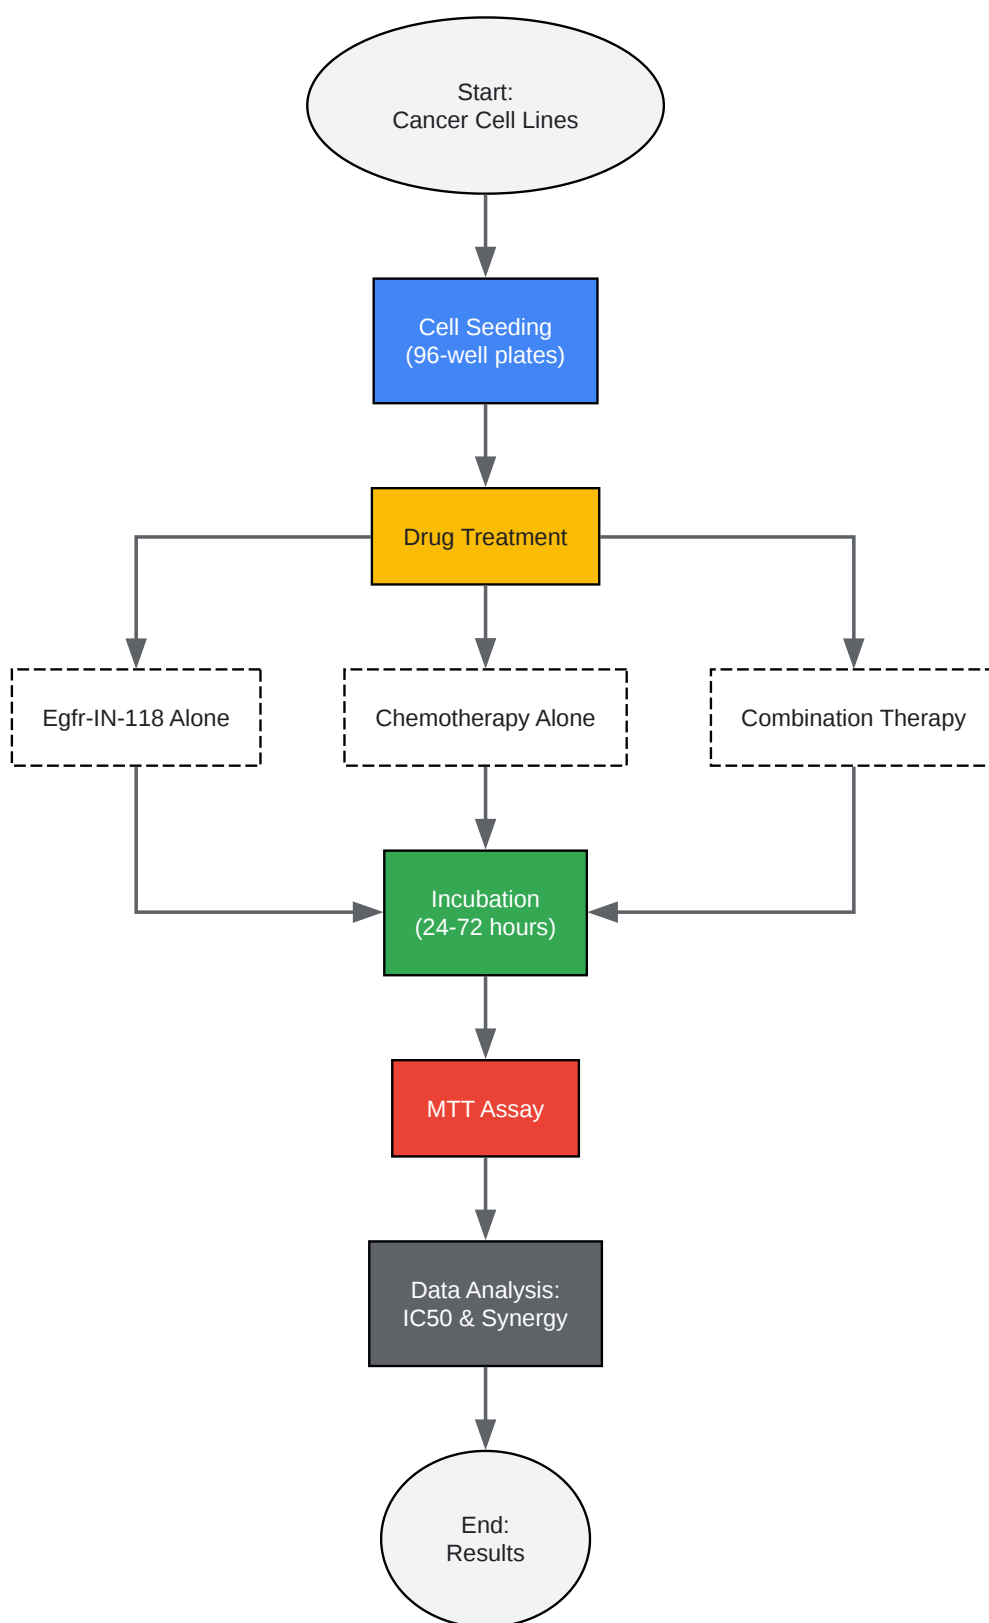 Start:
Cancer Cell Lines
Cell Seeding
(96-well plates)
Drug Treatment
Egfr-IN-118 Alone
Chemotherapy Alone
Combination Therapy
Incubation
(24-72 hours)
MTT Assay
Data Analysis:
IC50 & Synergy
End:
Results